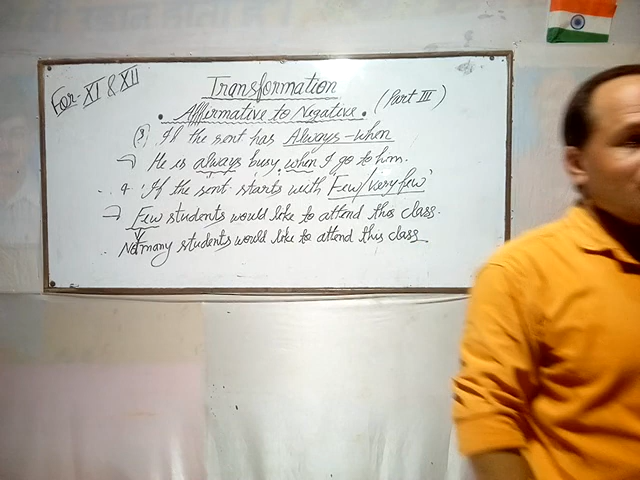 For XI & XII
Transformation
Affirmative to Negative. (Part III)
(3) If the sent has Always-when
→ He is always busy when I go to him.
4 'If the sent. starts with Few/very few'
→ Few students would like to attend this class.
Not many students would like to attend this class